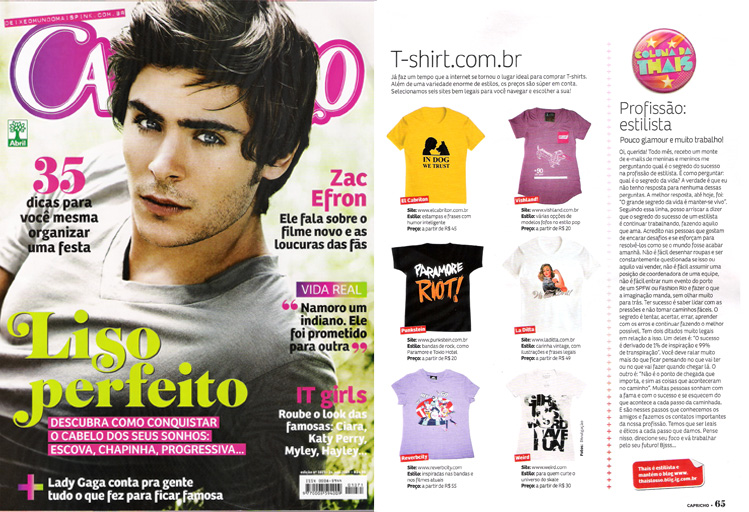 DEIXEOMUNDOMAISPINK.COM.BR
Abril
35
dicas para
você mesma
organizar
uma festa
Zac
Efron
Ele fala sobre o
filme novo e as
loucuras das fãs
VIDA REAL
“ Namoro um
indiano. Ele
foi prometido
para outra ”
Liso
perfeito
DESCUBRA COMO CONQUISTAR
O CABELO DOS SEUS SONHOS:
ESCOVA, CHAPINHA, PROGRESSIVA...
IT girls
Roube o look das
famosas: Ciara,
Katy Perry,
Myley, Hayley...
+ Lady Gaga conta pra gente
tudo o que fez para ficar famosa
T-shirt.com.br
Já faz um tempo que a internet se tornou o lugar ideal para comprar T-shirts.
Além de uma variedade enorme de estilos, os preços são súper em conta.
Selecionamos seis sites bem legais para você navegar e escolher a sua!
IN DOG
WE TRUST
El Cabriton
Site: www.elcabriton.com.br
Estilo: estampas e frases com
humor inteligente
Preço: a partir de R$ 45
Vishland!
Site: www.vishland.com.br
Estilo: várias opções de
modelos fofos no estilo pop
Preço: a partir de R$ 20
PARAMORE
RIOT!
Punkstein
Site: www.punkstein.com.br
Estilo: bandas de rock, como
Paramore e Tokio Hotel
Preço: a partir de R$ 20
La Ditta
Site: www.laditta.com.br
Estilo: carinha vintage, com
ilustrações e frases legais
Preço: a partir de R$ 49
Reverbcity
Site: www.reverbcity.com
Estilo: inspiradas nas bandas e
nos filmes atuais
Preço: a partir de R$ 55
Weird
Site: www.weird.com
Estilo: para quem curte o
universo do skate
Preço: a partir de R$ 30
Fotos: Divulgação
COLUNA DA
THAIS
Profissão:
estilista
Pouco glamour e muito trabalho!
Oi, querida! Todo mês, recebo um monte
de e-mails de meninas e meninos me
perguntando qual é o segredo do sucesso
na profissão de estilista. É como perguntar:
qual é o segredo da vida? A verdade é que eu
não tenho resposta para nenhuma dessas
perguntas. A melhor resposta, até hoje, foi
"O grande segredo da vida é manter-se vivo".
Seguindo essa linha, posso arriscar a dizer
que o segredo do sucesso de um estilista
é continuar trabalhando, fazendo aquilo
que ama. Acredito nas pessoas que gostam
de encarar desafios e se esforçam para
resolvê-los como se o mundo fosse acabar
amanhã. Não é fácil desenhar roupas e ser
constantemente questionada se isso ou
aquilo vai vender, não é fácil assumir uma
posição de coordenadora de uma equipe,
não é fácil entrar num evento do porte
de um SPFW ou Fashion Rio e fazer o que
a imaginação manda, sem olhar muito
para trás. Ter sucesso é saber lidar com as
pressões e não tomar caminhos fáceis. O
segredo é tentar, acertar, errar, aprender
com os erros e continuar fazendo o melhor
possível. Tem dois ditados muito legais
em relação a isso. Um deles é: "O sucesso
é derivado de 1% de inspiração e 99%
de transpiração". Você deve ralar muito
mais do que ficar pensando no que vai ter
ou no que vai fazer quando chegar lá. O
outro é: "Não é o ponto de chegada que
importa, e sim as coisas que aconteceram
no caminho". Muitas pessoas sonham com
a fama e com o sucesso e se esquecem do
que acontece a cada passo da caminhada.
E são nesses passos que conhecemos os
amigos e fazemos os contatos importantes
da nossa profissão. Temos que ser leais
e éticos a cada passo que damos. Pense
nisso, direcione seu foco e vá trabalhar
pelo seu futuro! Bjsss...
Thais é estilista e
mantém o blog www.
thaislosso.blig.ig.com.br
CAPRICHO • 65